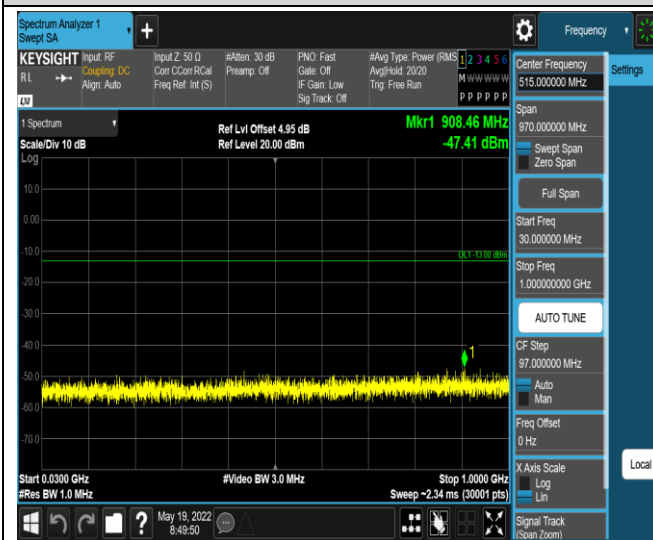 Spectrum Analyzer 1
Swept SA
Frequency
KEYSIGHT
RL
LXI
Input: RF
Coupling: DC
Align: Auto
Input Z: 50 Ω
Corr CCorr RCal
Freq Ref: Int (S)
#Atten: 30 dB
Preamp: Off
PNO: Fast
Gate: Off
IF Gain: Low
Sig Track: Off
#Avg Type: Power (RMS
Avg|Hold: 20/20
Trig: Free Run
1 2 3 4 5 6
M W W W W W
P P P P P P
1 Spectrum
Scale/Div 10 dB
Log
Ref Lvl Offset 4.95 dB
Ref Level 20.00 dBm
Mkr1 908.46 MHz
-47.41 dBm
10.0
0.00
-10.0
DL1 -13.00 dBm
-20.0
-30.0
-40.0
1
-50.0
-60.0
-70.0
Start 0.0300 GHz
#Res BW 1.0 MHz
#Video BW 3.0 MHz
Stop 1.0000 GHz
Sweep ~2.34 ms (30001 pts)
May 19, 2022
8:49:50
Center Frequency
515.000000 MHz
Span
970.000000 MHz
Swept Span
Zero Span
Full Span
Start Freq
30.000000 MHz
Stop Freq
1.000000000 GHz
AUTO TUNE
CF Step
97.000000 MHz
Auto
Man
Freq Offset
0 Hz
X Axis Scale
Log
Lin
Signal Track
(Span Zoom)
Settings
Local